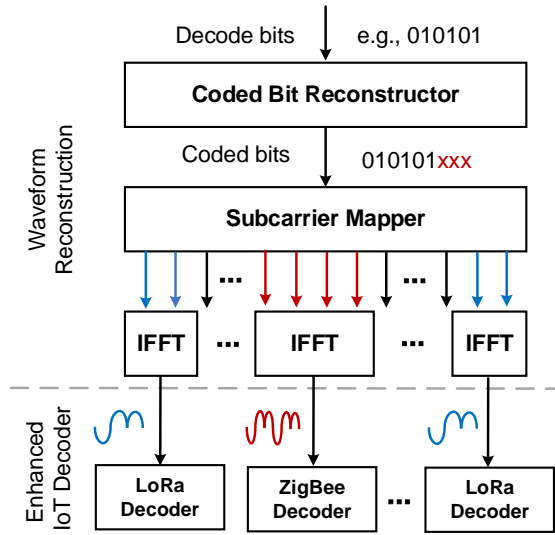 Decode bits e.g., 010101
Coded Bit Reconstructor
Coded bits 010101xxx
Subcarrier Mapper
... ...
IFFT ... IFFT ... IFFT
LoRa Decoder
ZigBee Decoder
...
LoRa Decoder
Waveform Reconstruction
Enhanced IoT Decoder